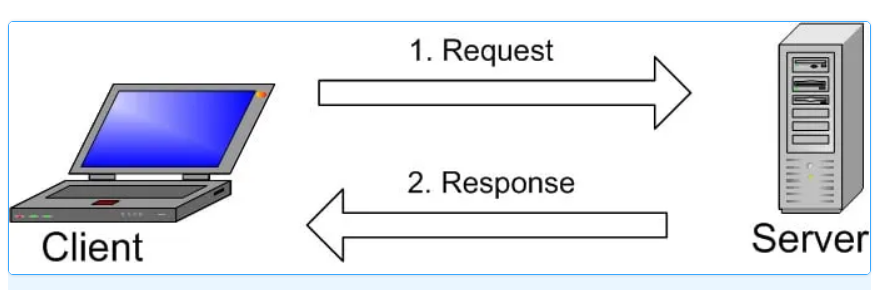 1. Request
2. Response
Client
Server